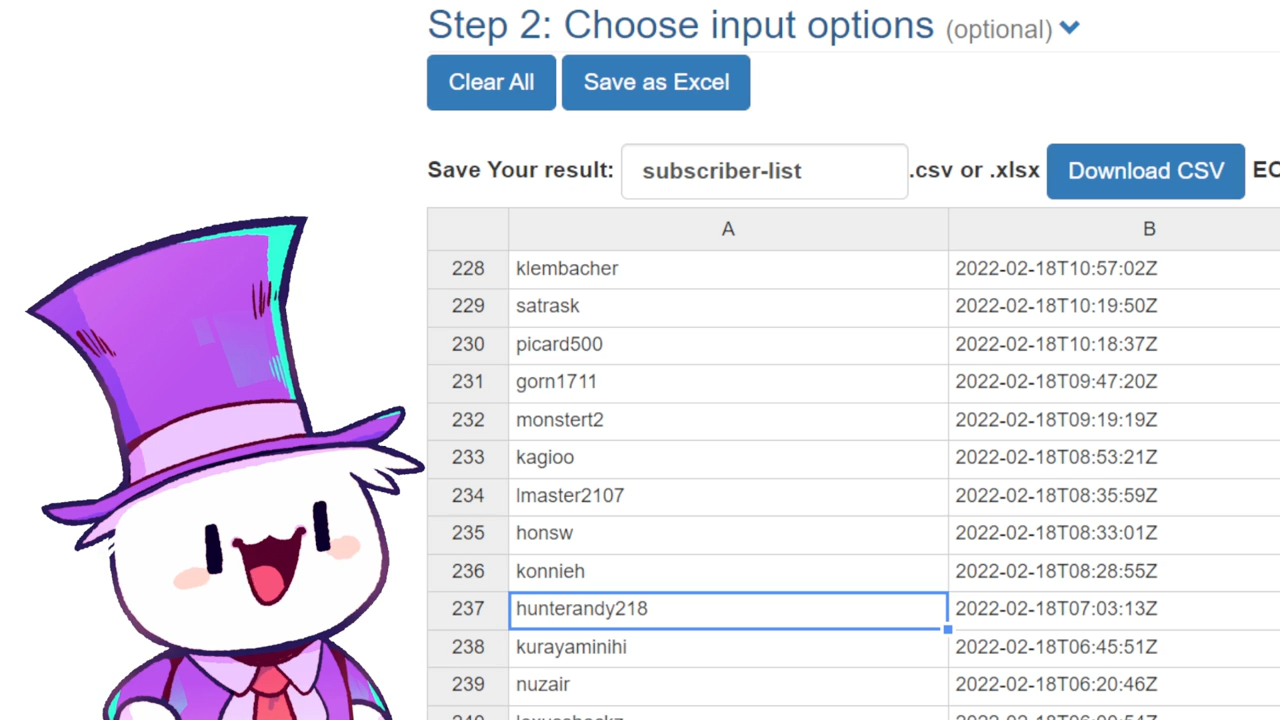 Step 2: Choose input options (optional)
Clear All Save as Excel
Save Your result: subscriber-list .csv or .xlsx Download CSV
A B
228 klembacher 2022-02-18T10:57:02Z
229 satrask 2022-02-18T10:19:50Z
230 picard500 2022-02-18T10:18:37Z
231 gorn1711 2022-02-18T09:47:20Z
232 monstert2 2022-02-18T09:19:19Z
233 kagioo 2022-02-18T08:53:21Z
234 lmaster2107 2022-02-18T08:35:59Z
235 honsw 2022-02-18T08:33:01Z
236 konnieh 2022-02-18T08:28:55Z
237 hunterandy218 2022-02-18T07:03:13Z
238 kurayaminihi 2022-02-18T06:45:51Z
239 nuzair 2022-02-18T06:20:46Z